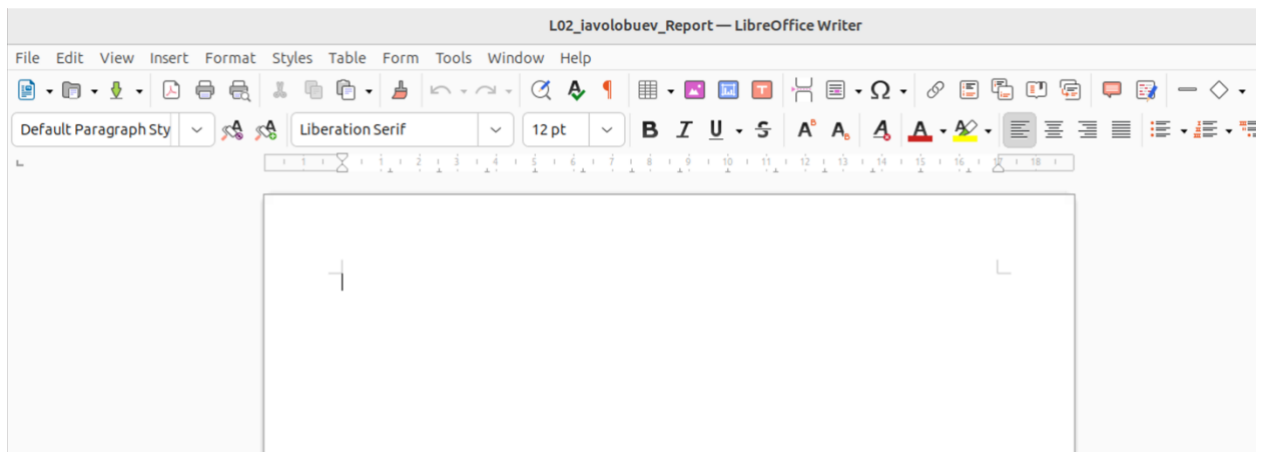 L02_iavolobuev_Report — LibreOffice Writer
File Edit View Insert Format Styles Table Form Tools Window Help
Default Paragraph Sty Liberation Serif 12 pt B I U S A A A A
1 1 2 3 4 5 6 7 8 9 10 11 12 13 14 15 16 17 18